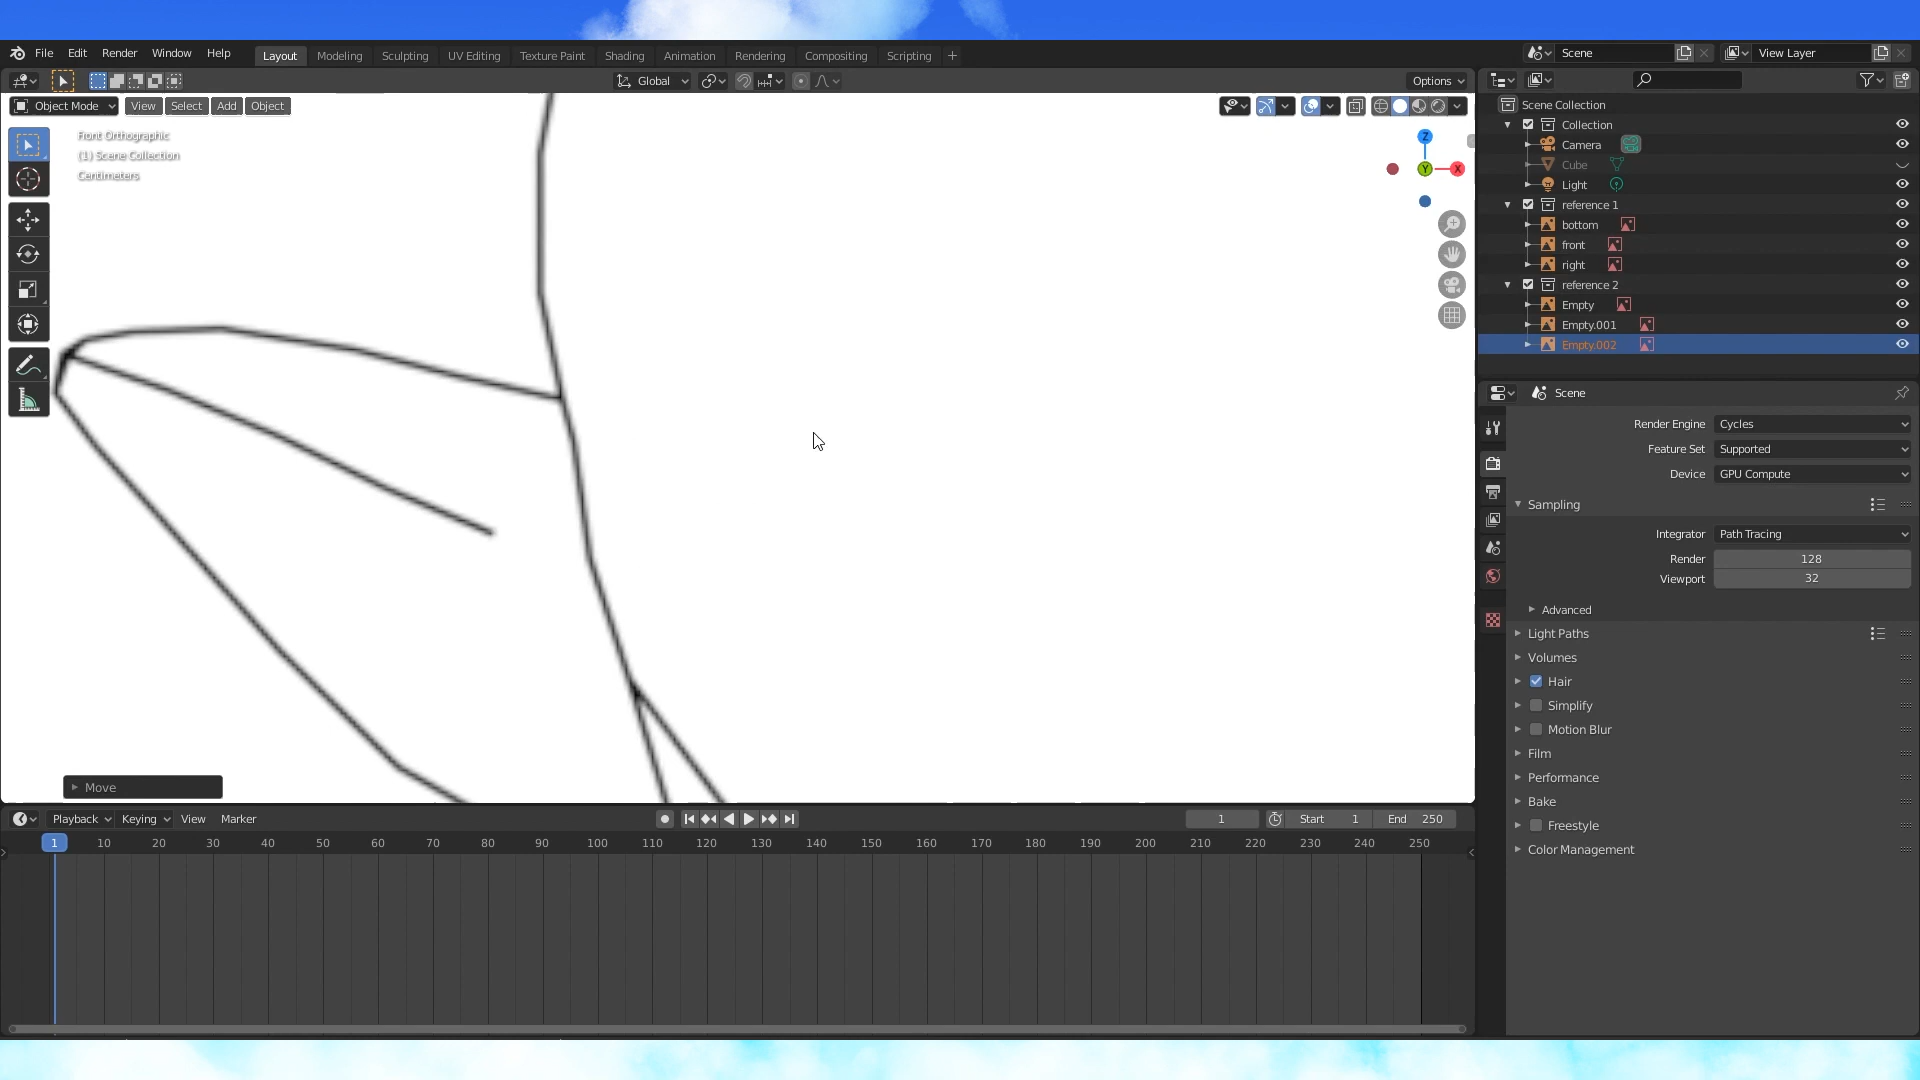 File Edit Render Window Help Layout Modeling Sculpting UV Editing Texture Paint Shading Animation Rendering Compositing Scripting + Scene View Layer
Global Options
Object Mode View Select Add Object
Front Orthographic
(1) Scene Collection
Centimeters
Z
Y
X
Move
Scene Collection
Collection
Camera
Cube
Light
reference 1
bottom
front
right
reference 2
Empty
Empty.001
Empty.002
Scene
Render Engine Cycles
Feature Set Supported
Device GPU Compute
Sampling
Integrator Path Tracing
Render 128
Viewport 32
Advanced
Light Paths
Volumes
Hair
Simplify
Motion Blur
Film
Performance
Bake
Freestyle
Color Management
Playback Keying View Marker 1 Start 1 End 250
1 10 20 30 40 50 60 70 80 90 100 110 120 130 140 150 160 170 180 190 200 210 220 230 240 250